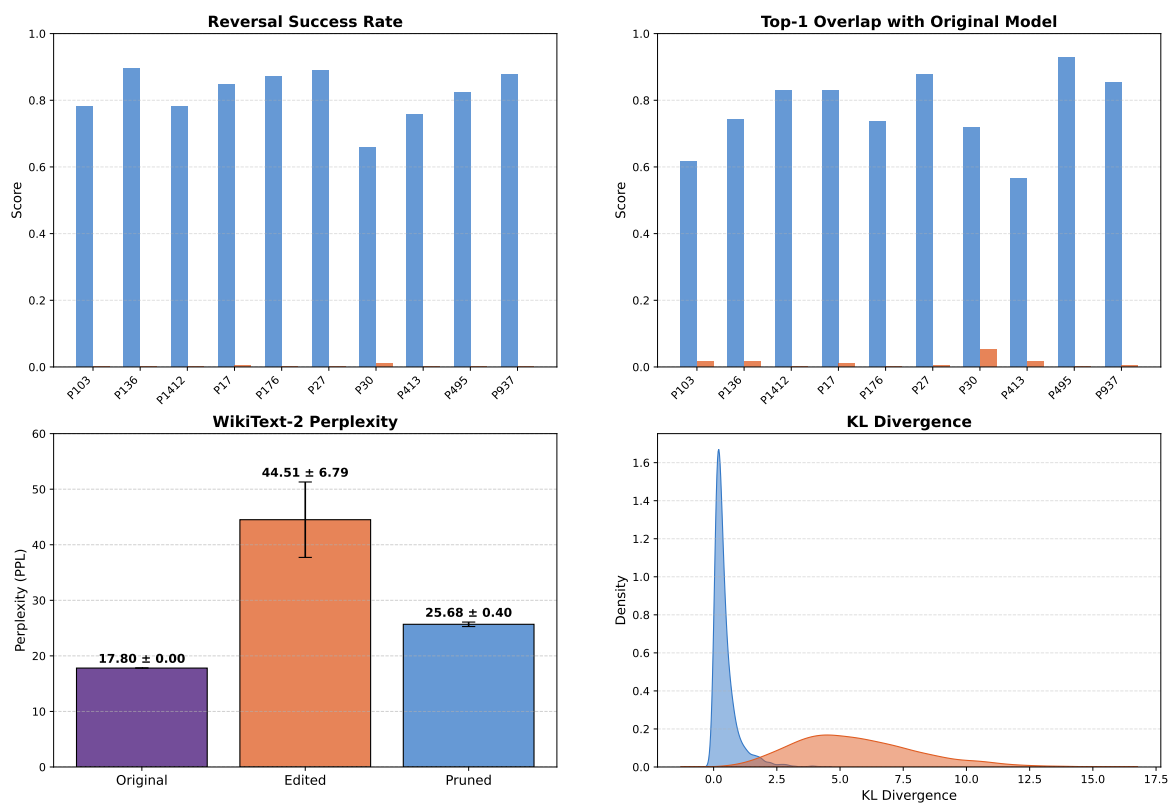 Reversal Success Rate
Score
1.0
0.8
0.6
0.4
0.2
0.0
P103 P136 P1412 P17 P176 P27 P30 P413 P495 P937
Top-1 Overlap with Original Model
Score
1.0
0.8
0.6
0.4
0.2
0.0
P103 P136 P1412 P17 P176 P27 P30 P413 P495 P937
WikiText-2 Perplexity
Perplexity (PPL)
60
50
40
30
20
10
0
17.80 ± 0.00
44.51 ± 6.79
25.68 ± 0.40
Original Edited Pruned
KL Divergence
Density
1.6
1.4
1.2
1.0
0.8
0.6
0.4
0.2
0.0
0.0 2.5 5.0 7.5 10.0 12.5 15.0 17.5
KL Divergence